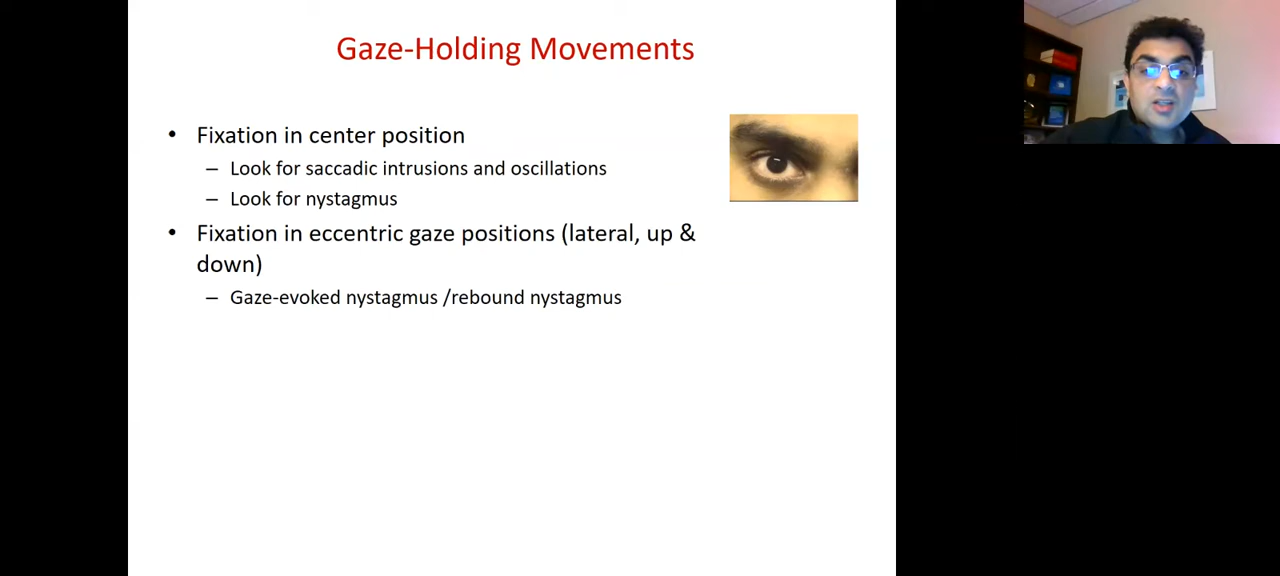 Gaze-Holding Movements
• Fixation in center position
– Look for saccadic intrusions and oscillations
– Look for nystagmus
• Fixation in eccentric gaze positions (lateral, up &
down)
– Gaze-evoked nystagmus /rebound nystagmus